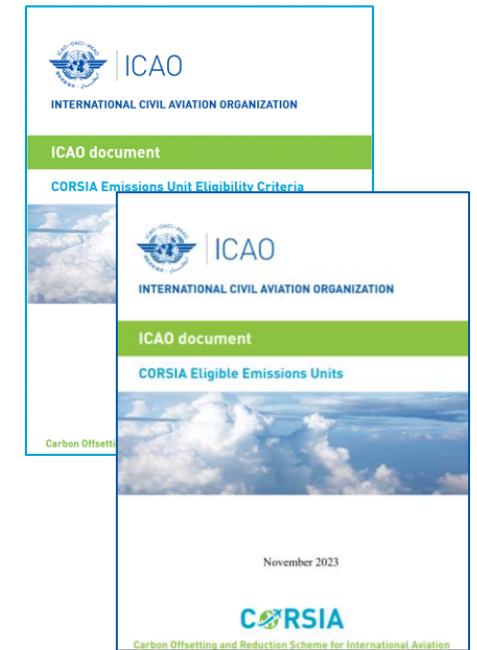 ICAO
INTERNATIONAL CIVIL AVIATION ORGANIZATION
ICAO document
CORSIA Emissions Unit Eligibility Criteria
Carbon Offsetti
ICAO
INTERNATIONAL CIVIL AVIATION ORGANIZATION
ICAO document
CORSIA Eligible Emissions Units
November 2023
CORSIA
Carbon Offsetting and Reduction Scheme for International Aviation